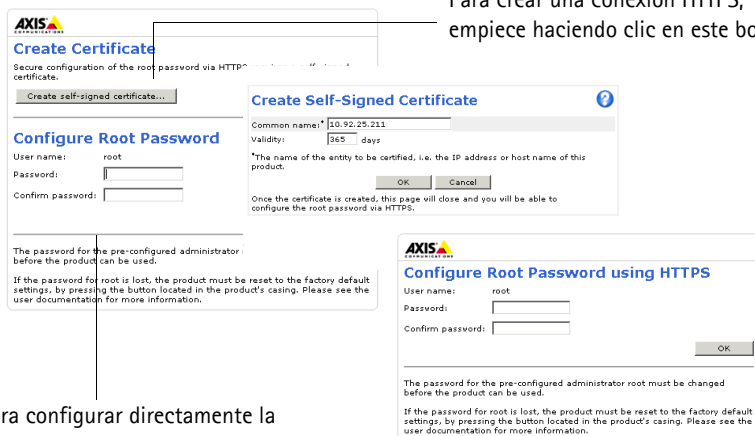 Para crear una conexión HTTPS,
empiece haciendo clic en este bo
AXIS
COMMUNICATIONS
Create Certificate
Secure configuration of the root password via HTTPS requires a self-signed
certificate.
Create self-signed certificate...
Configure Root Password
User name: root
Password:
Confirm password:
The password for the pre-configured administrator
before the product can be used.
If the password for root is lost, the product must be reset to the factory default
settings, by pressing the button located in the product's casing. Please see the
user documentation for more information.
Create Self-Signed Certificate
?
Common name:* 10.92.25.211
Validity: 365 days
*The name of the entity to be certified, i.e. the IP address or host name of this
product.
OK Cancel
Once the certificate is created, this page will close and you will be able to
configure the root password via HTTPS.
AXIS
COMMUNICATIONS
Configure Root Password using HTTPS
User name: root
Password:
Confirm password:
OK
The password for the pre-configured administrator root must be changed
before the product can be used.
If the password for root is lost, the product must be reset to the factory default
settings, by pressing the button located in the product's casing. Please see the
user documentation for more information.
ra configurar directamente la